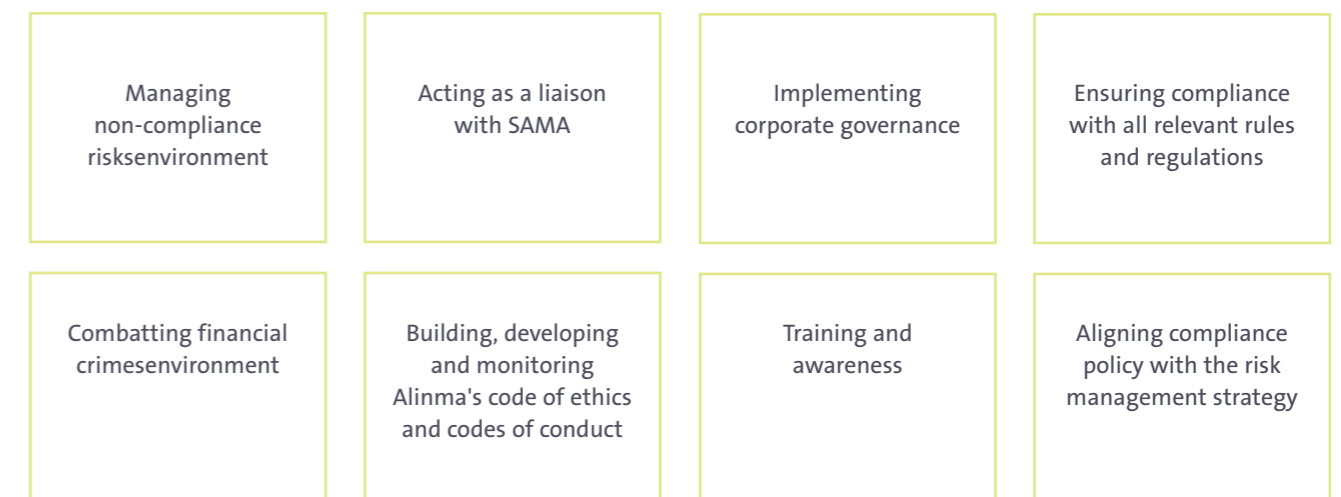 Managing
non-compliance
risksenvironment
Acting as a liaison
with SAMA
Implementing
corporate governance
Ensuring compliance
with all relevant rules
and regulations
Combatting financial
crimesenvironment
Building, developing
and monitoring
Alinma's code of ethics
and codes of conduct
Training and
awareness
Aligning compliance
policy with the risk
management strategy